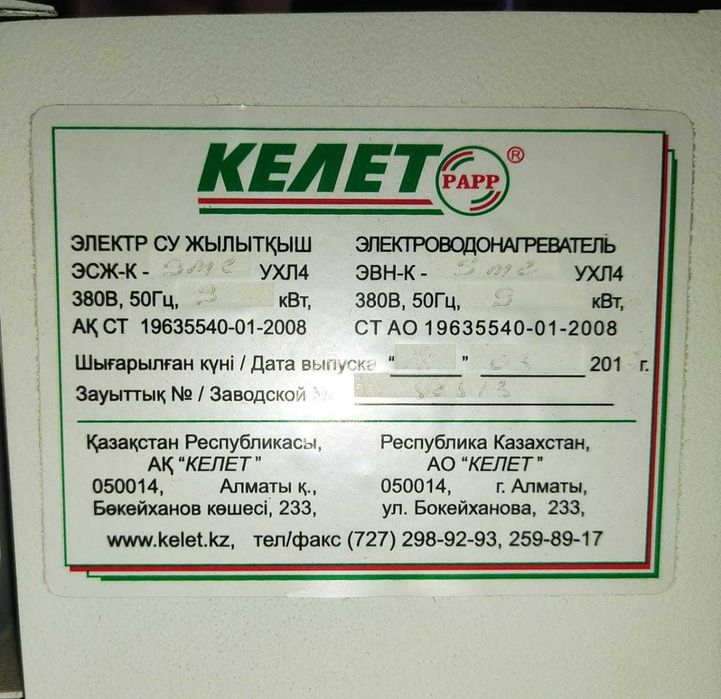 КЕЛЕТ PAPP ®
ЭЛЕКТР СУ ЖЫЛЫТҚЫШ
ЭСЖ-К - УХЛ4
380В, 50Гц, кВт,
АҚ СТ 19635540-01-2008
ЭЛЕКТРОВОДОНАГРЕВАТЕЛЬ
ЭВН-К - УХЛ4
380В, 50Гц, 9 кВт,
СТ АО 19635540-01-2008
Шығарылған күні / Дата выпуска “ ” 201 г.
Зауыттық № / Заводской №
Қазақстан Республикасы,
АҚ “КЕЛЕТ”
050014, Алматы қ.,
Бөкейханов көшесі, 233,
Республика Казахстан,
АО “КЕЛЕТ”
050014, г. Алматы,
ул. Бокейханова, 233,
www.kelet.kz, тел/факс (727) 298-92-93, 259-89-17